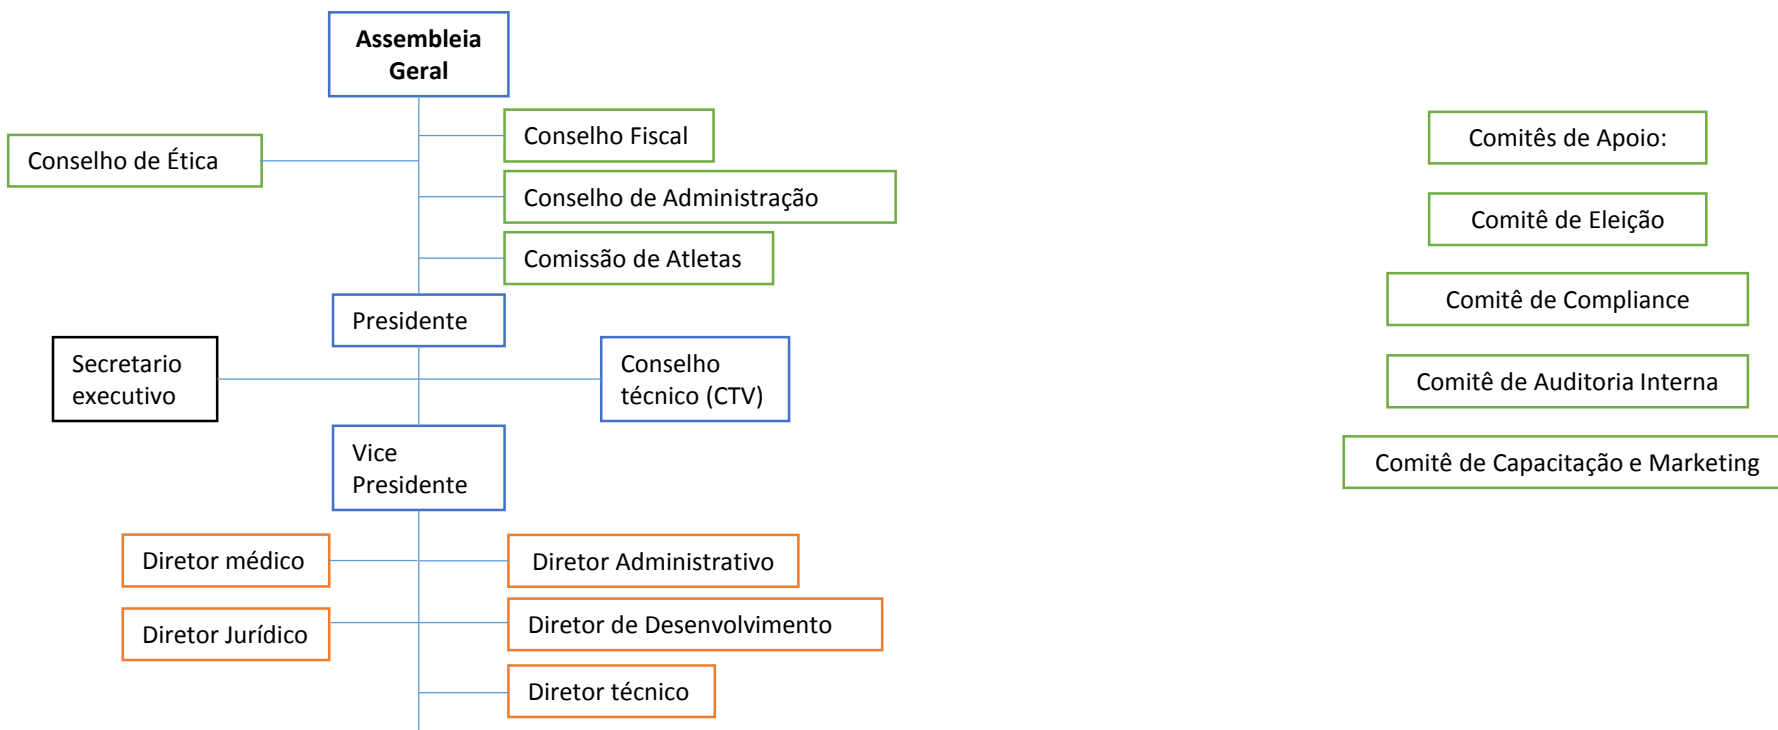 Assembleia
Geral
Conselho Fiscal
Conselho de Ética
Conselho de Administração
Comissão de Atletas
Presidente
Secretario
executivo
Conselho
técnico (CTV)
Vice
Presidente
Diretor médico
Diretor Administrativo
Diretor Jurídico
Diretor de Desenvolvimento
Diretor técnico
Comitês de Apoio:
Comitê de Eleição
Comitê de Compliance
Comitê de Auditoria Interna
Comitê de Capacitação e Marketing